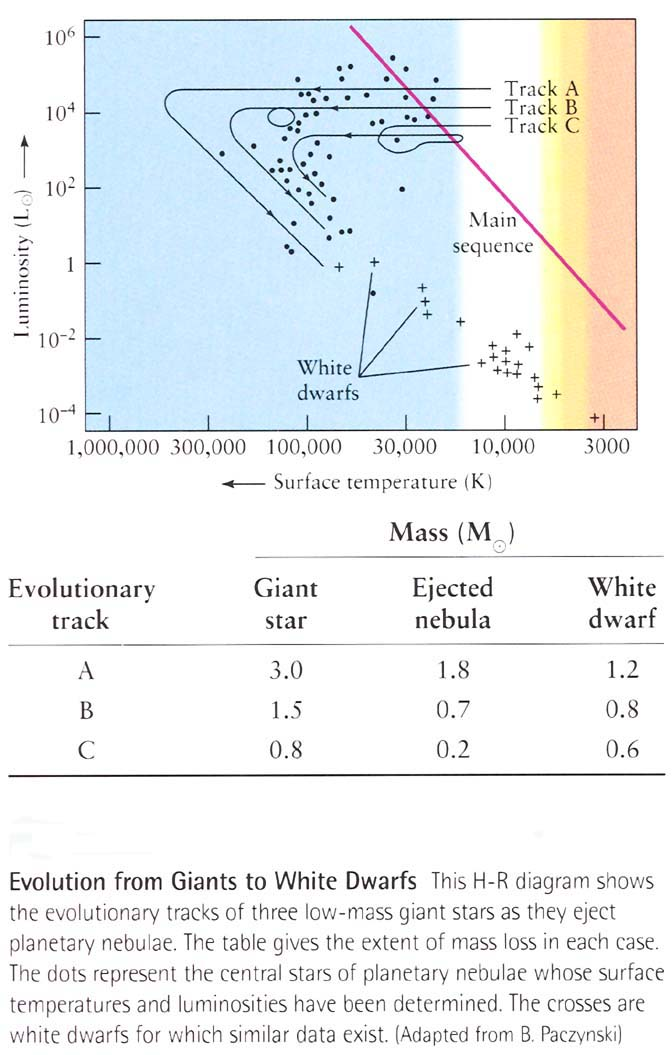 10⁶
10⁴
10²
1
10⁻²
10⁻⁴
Luminosity (L☉) →
Track A
Track B
Track C
Main
sequence
White
dwarfs
1,000,000 300,000 100,000 30,000 10,000 3000
← Surface temperature (K)
Mass (M☉)
Evolutionary track Giant star Ejected nebula White dwarf
A 3.0 1.8 1.2
B 1.5 0.7 0.8
C 0.8 0.2 0.6
Evolution from Giants to White Dwarfs This H-R diagram shows
the evolutionary tracks of three low-mass giant stars as they eject
planetary nebulae. The table gives the extent of mass loss in each case.
The dots represent the central stars of planetary nebulae whose surface
temperatures and luminosities have been determined. The crosses are
white dwarfs for which similar data exist. (Adapted from B. Paczynski)